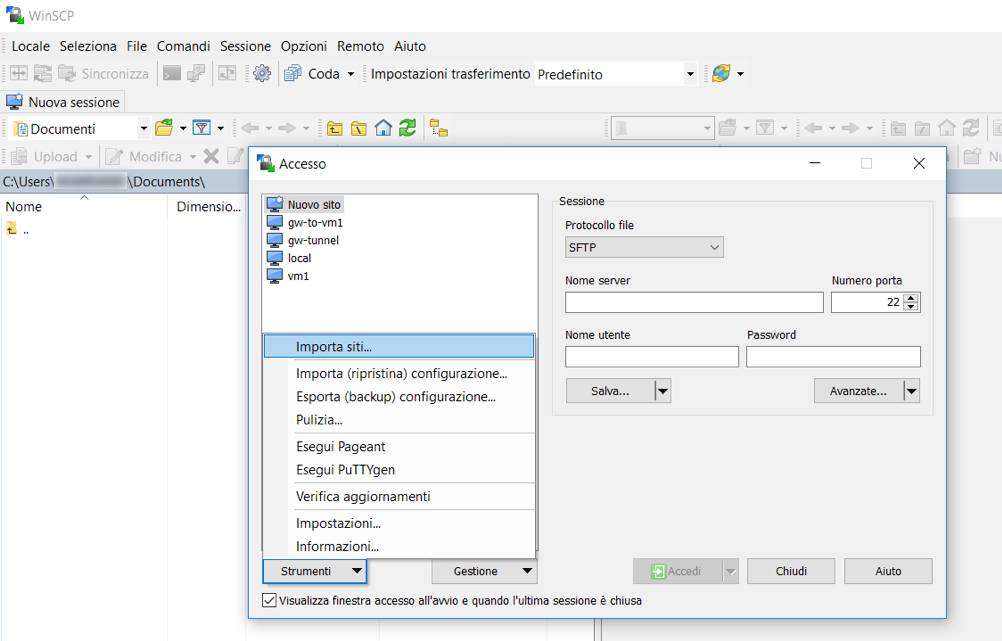 WinSCP
Locale Seleziona File Comandi Sessione Opzioni Remoto Aiuto
Sincronizza Coda Impostazioni trasferimento Predefinito
Nuova sessione
Documenti
Upload Modifica
C:\Users\ \Documents\
Nome Dimensio...
..
Accesso
Nuovo sito
gw-to-vm1
gw-tunnel
local
vm1
Importa siti...
Importa (ripristina) configurazione...
Esporta (backup) configurazione...
Pulizia...
Esegui Pageant
Esegui PuTTYgen
Verifica aggiornamenti
Impostazioni...
Informazioni...
Strumenti Gestione
Sessione
Protocollo file
SFTP
Nome server Numero porta
22
Nome utente Password
Salva... Avanzate...
Accedi Chiudi Aiuto
Visualizza finestra accesso all'avvio e quando l'ultima sessione è chiusa